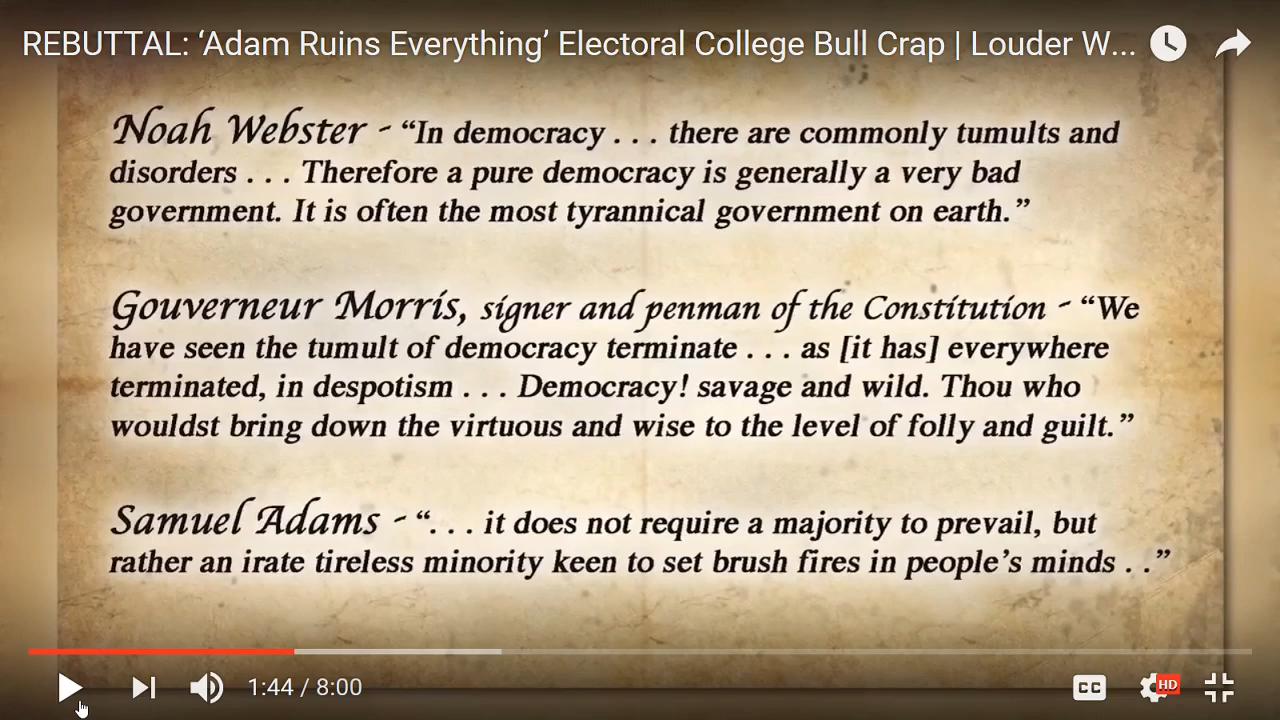 REBUTTAL: ‘Adam Ruins Everything’ Electoral College Bull Crap | Louder W...
Noah Webster - “In democracy . . . there are commonly tumults and
disorders . . . Therefore a pure democracy is generally a very bad
government. It is often the most tyrannical government on earth.”
Gouverneur Morris, signer and penman of the Constitution - “We
have seen the tumult of democracy terminate . . . as [it has] everywhere
terminated, in despotism . . . Democracy! savage and wild. Thou who
wouldst bring down the virtuous and wise to the level of folly and guilt.”
Samuel Adams - “. . . it does not require a majority to prevail, but
rather an irate tireless minority keen to set brush fires in people’s minds . .”
1:44 / 8:00
CC
HD